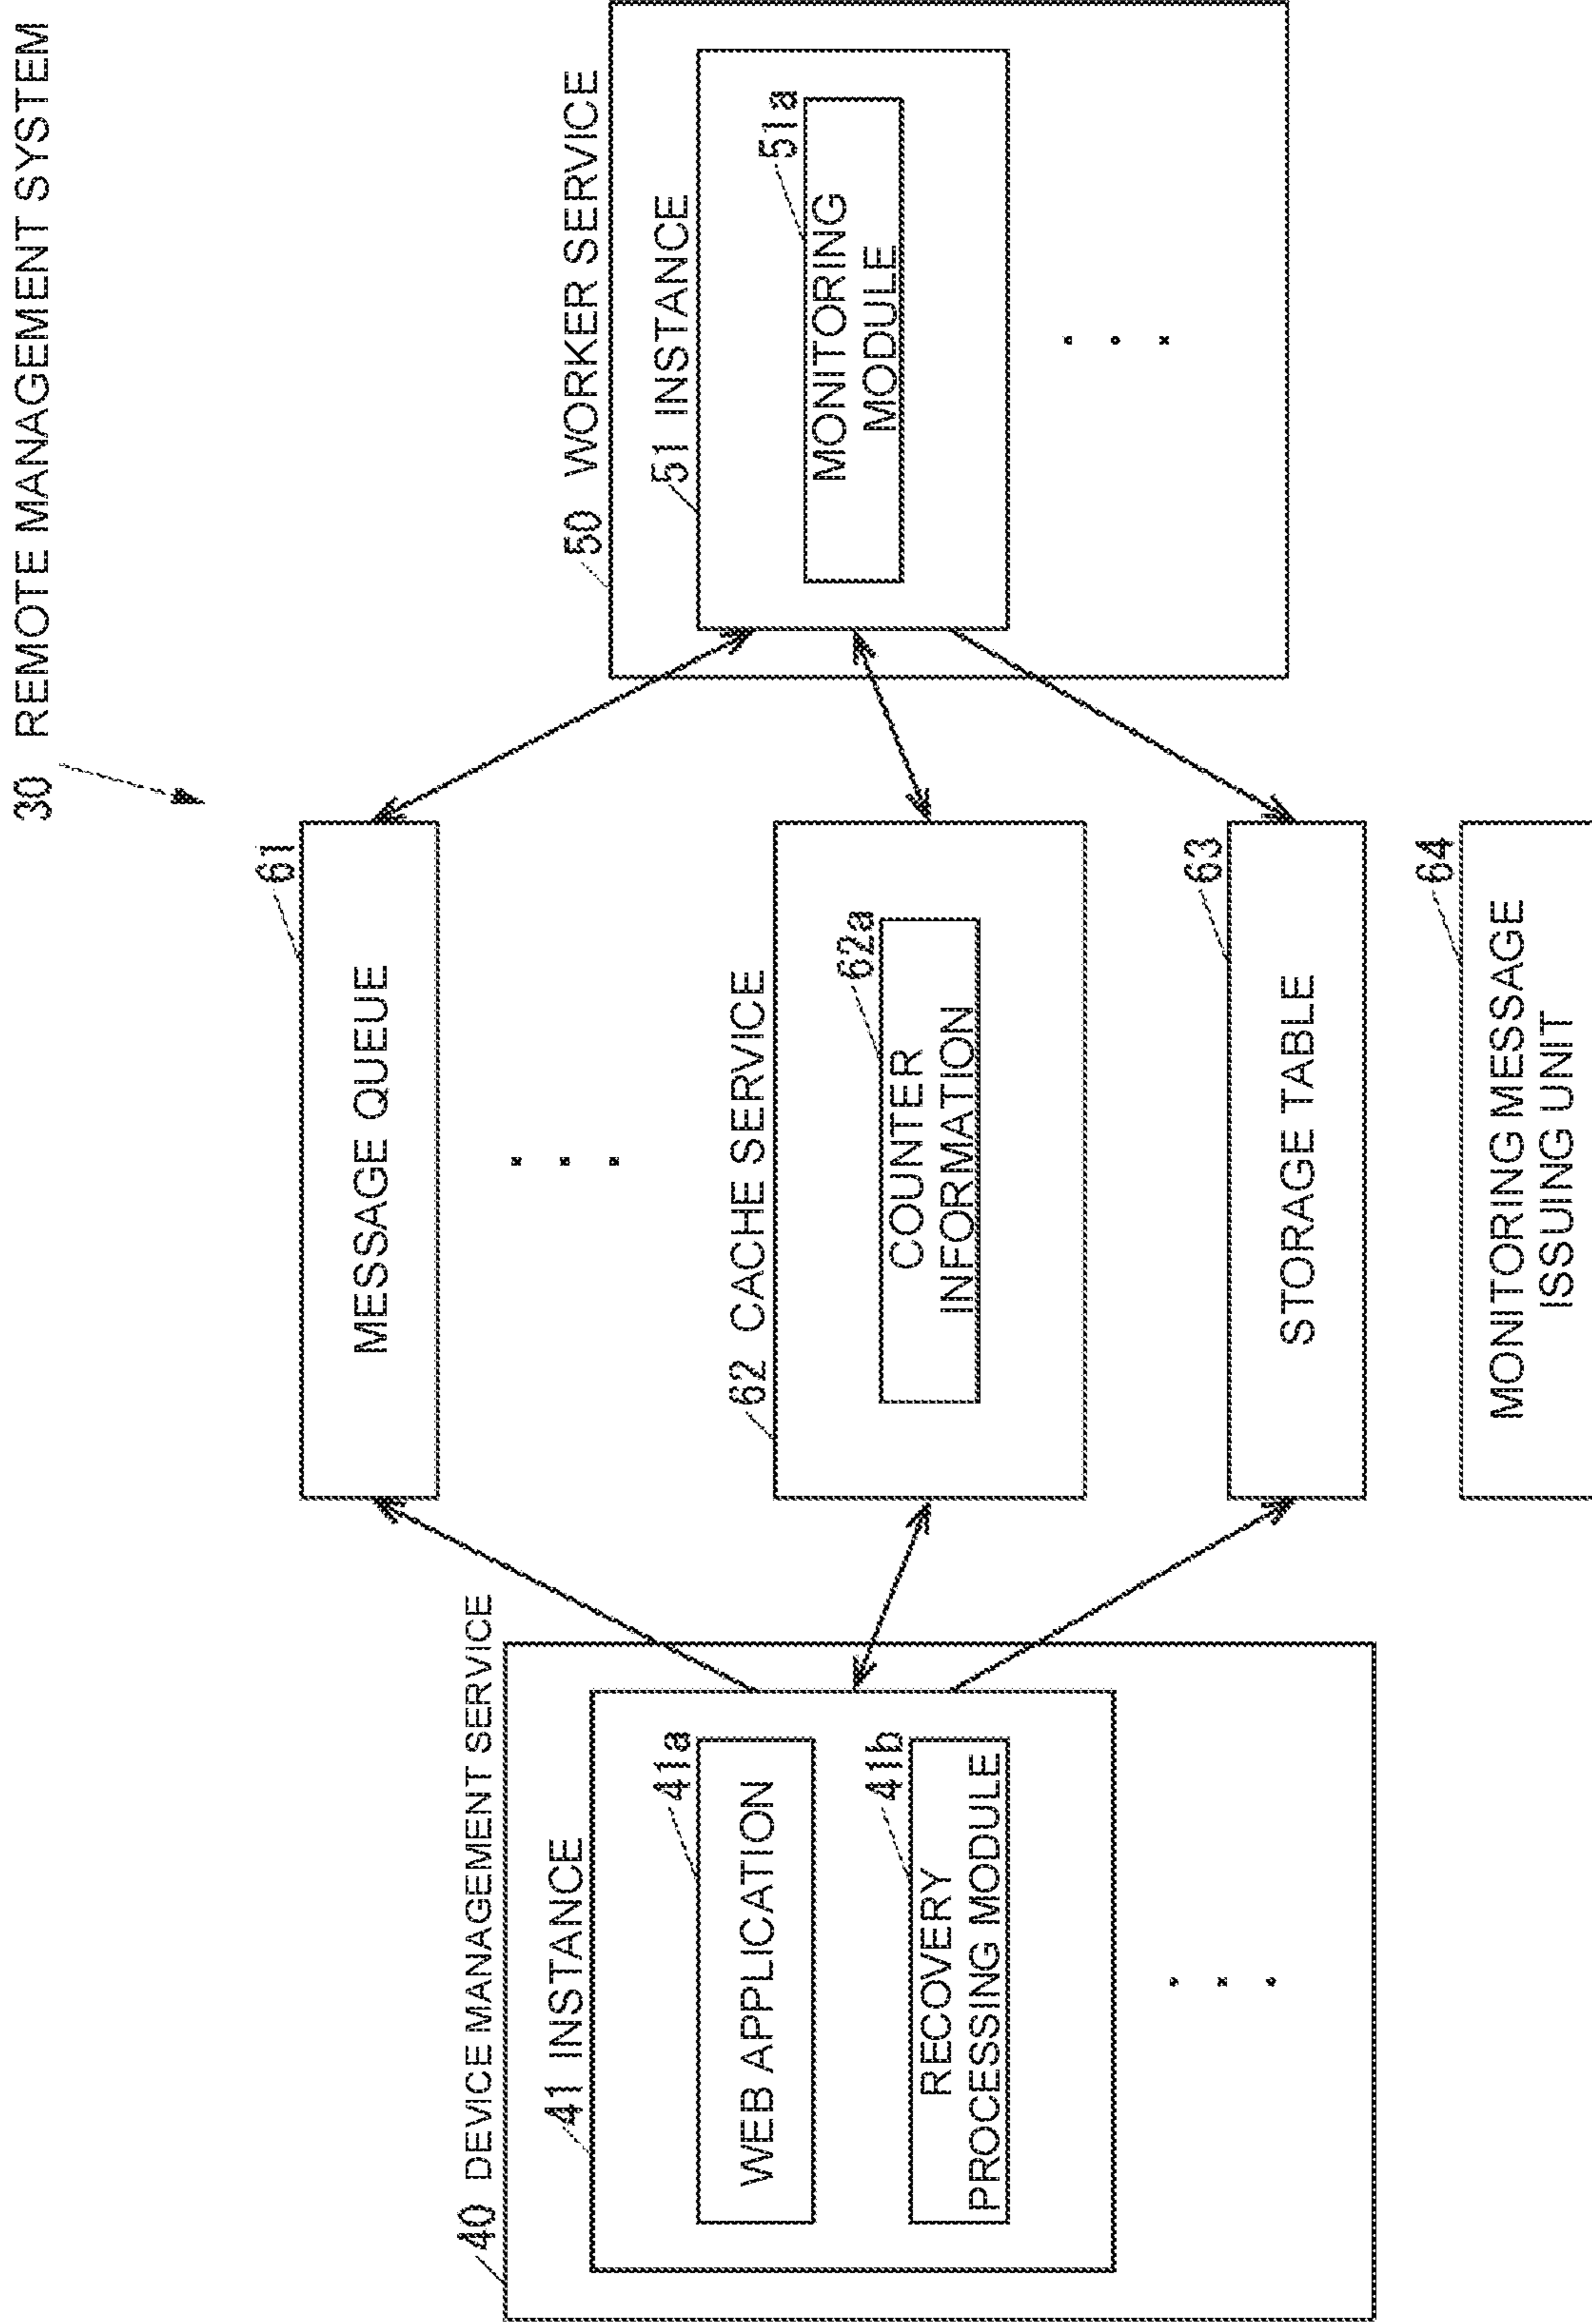 30 REMOTE MANAGEMENT SYSTEM
40 DEVICE MANAGEMENT SERVICE
41 INSTANCE
41a
WEB APPLICATION
41b
RECOVERY
PROCESSING MODULE
61
MESSAGE QUEUE
62 CACHE SERVICE
62a
COUNTER
INFORMATION
63
STORAGE TABLE
64
MONITORING MESSAGE
ISSUING UNIT
50 WORKER SERVICE
51 INSTANCE
51a
MONITORING
MODULE